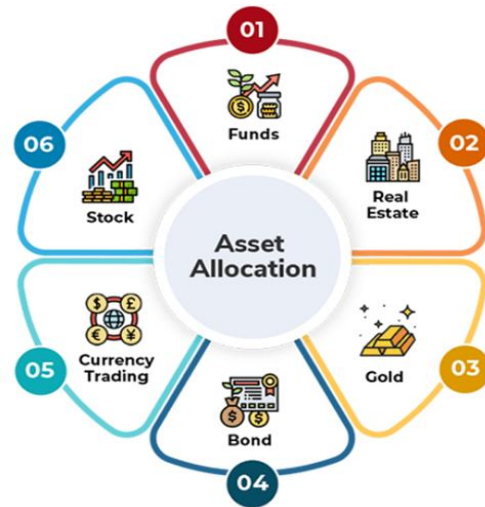 01
Funds
02
Real
Estate
03
Gold
04
Bond
05
Currency
Trading
06
Stock
Asset
Allocation